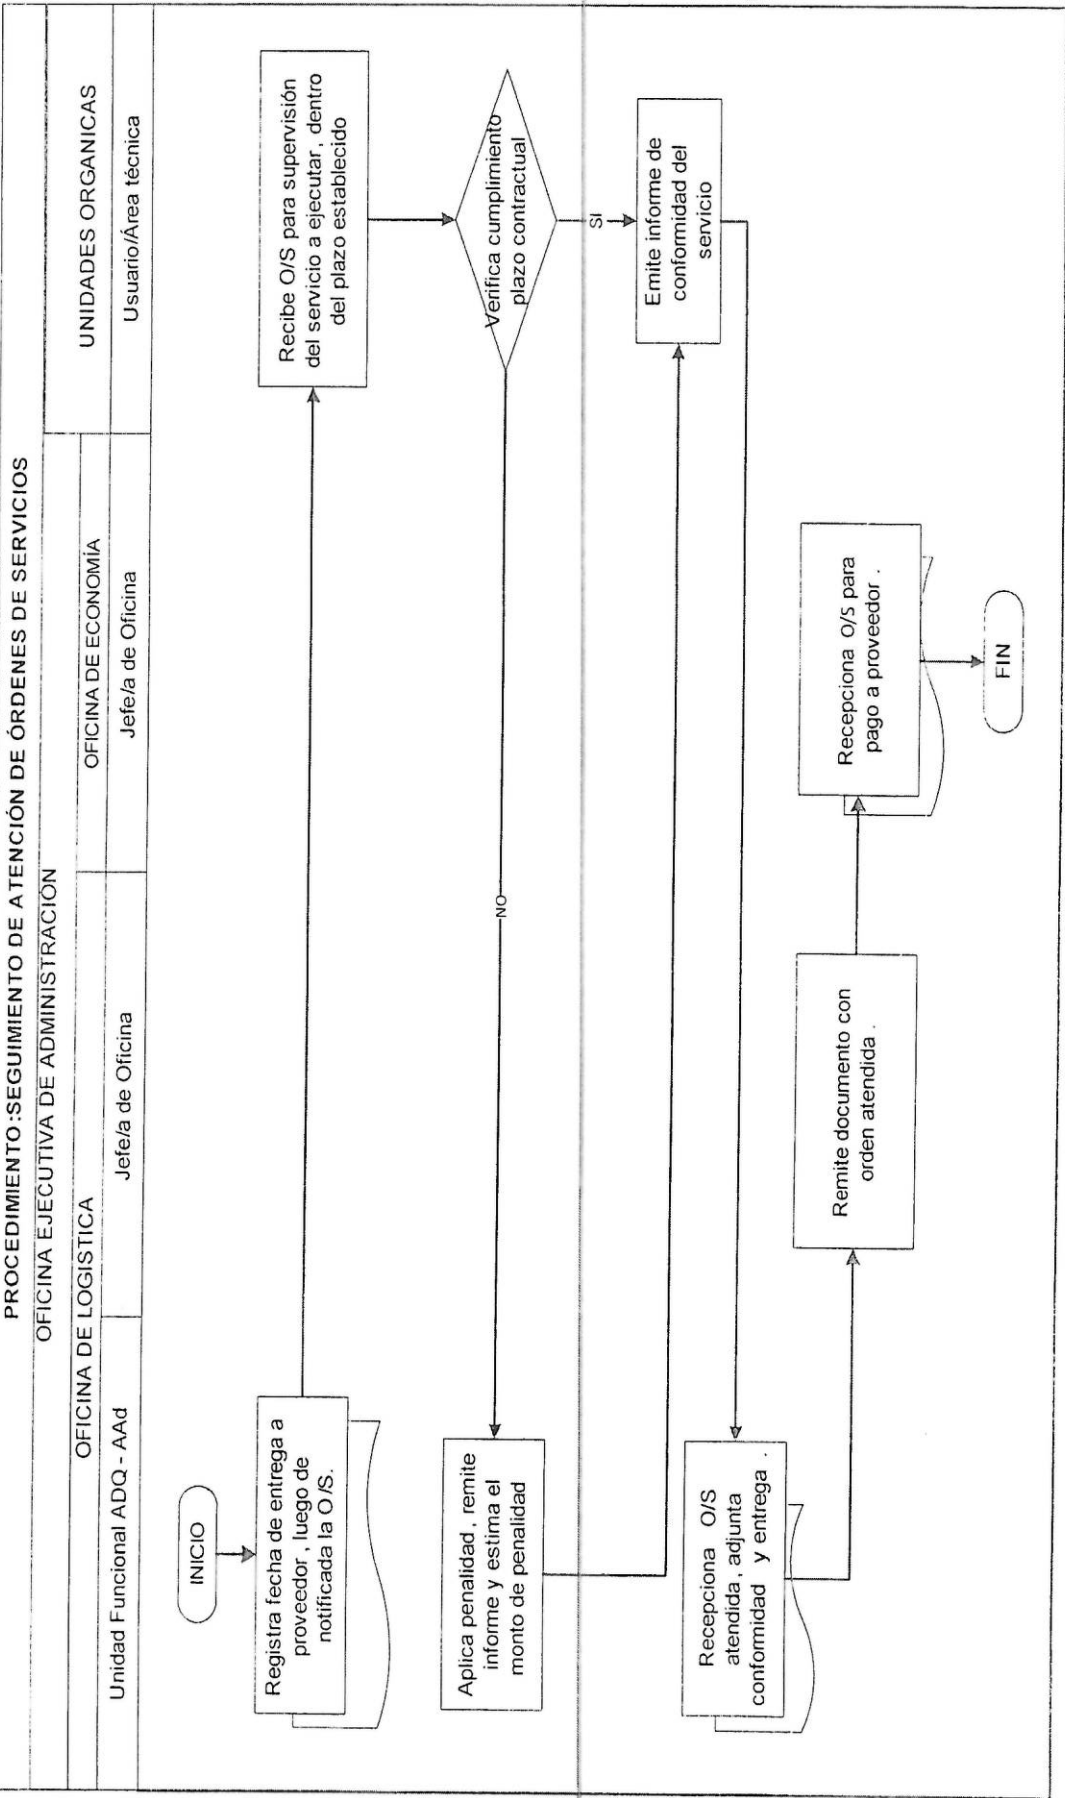 PROCEDIMIENTO :SEGUIMIENTO DE ATENCIÓN DE ÓRDENES DE SERVICIOS
OFICINA EJECUTIVA DE ADMINISTRACIÓN
UNIDADES ORGANICAS
OFICINA DE LOGISTICA
OFICINA DE ECONOMÍA
Unidad Funcional ADQ - AAd
Jefe/a de Oficina
Jefe/a de Oficina
Usuario/Área técnica
INICIO
Registra fecha de entrega a
proveedor , luego de
notificada la O/S.
Recibe O/S para supervisión
del servicio a ejecutar , dentro
del plazo establecido
Verifica cumplimiento
plazo contractual
NO
SI
Aplica penalidad , remite
informe y estima el
monto de penalidad
Emite informe de
conformidad del
servicio
Recepciona O/S
atendida , adjunta
conformidad y entrega .
Remite documento con
orden atendida .
Recepciona O/S para
pago a proveedor .
FIN